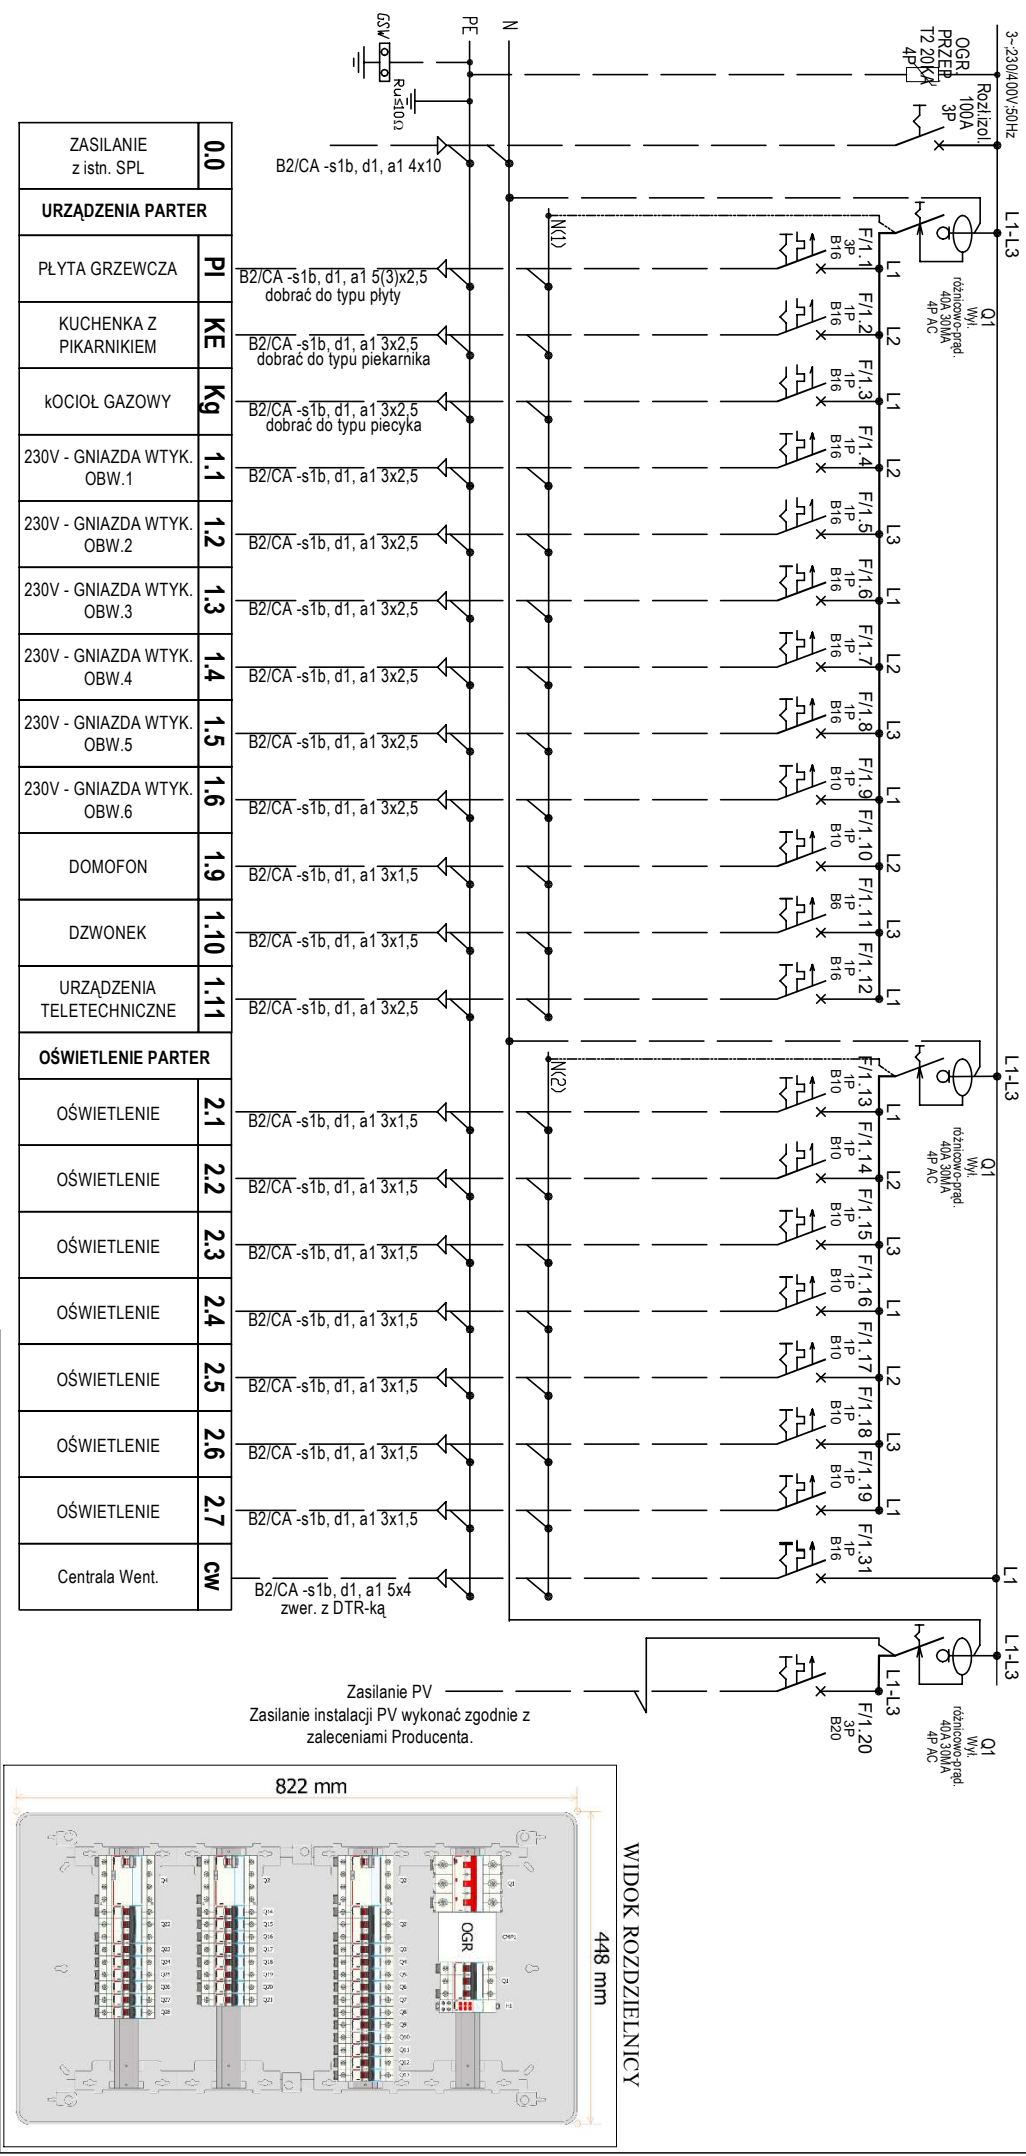 3~;230/400V;50Hz
OGR.
PRZEP.
T2 20KA
4P
Rozł.izol.
100A
3P
N
PE
GSW
Ru≤10Ω
ZASILANIE
z istn. SPL
0.0
B2/CA -s1b, d1, a1 4x10
L1-L3
Q1
Wył.
różnicowo-prąd.
40A 30MA
4P AC
N(1)
URZĄDZENIA PARTER
PŁYTA GRZEWCZA
Pl
B2/CA -s1b, d1, a1 5(3)x2,5
dobrać do typu płyty
F/1.1
3P
B16
L1
KUCHENKA Z
PIKARNIKIEM
KE
B2/CA -s1b, d1, a1 3x2,5
dobrać do typu piekarnika
F/1.2
1P
B16
L2
kOCIOŁ GAZOWY
Kg
B2/CA -s1b, d1, a1 3x2,5
dobrać do typu piecyka
F/1.3
1P
B16
L1
230V - GNIAZDA WTYK.
OBW.1
1.1
B2/CA -s1b, d1, a1 3x2,5
F/1.4
1P
B16
L2
230V - GNIAZDA WTYK.
OBW.2
1.2
B2/CA -s1b, d1, a1 3x2,5
F/1.5
1P
B16
L3
230V - GNIAZDA WTYK.
OBW.3
1.3
B2/CA -s1b, d1, a1 3x2,5
F/1.6
1P
B16
L1
230V - GNIAZDA WTYK.
OBW.4
1.4
B2/CA -s1b, d1, a1 3x2,5
F/1.7
1P
B16
L2
230V - GNIAZDA WTYK.
OBW.5
1.5
B2/CA -s1b, d1, a1 3x2,5
F/1.8
1P
B16
L3
230V - GNIAZDA WTYK.
OBW.6
1.6
B2/CA -s1b, d1, a1 3x2,5
F/1.9
1P
B10
L1
DOMOFON
1.9
B2/CA -s1b, d1, a1 3x1,5
F/1.10
1P
B10
L2
DZWONEK
1.10
B2/CA -s1b, d1, a1 3x1,5
F/1.11
1P
B6
L3
URZĄDZENIA
TELETECHNICZNE
1.11
B2/CA -s1b, d1, a1 3x2,5
F/1.12
1P
B16
L1
OŚWIETLENIE PARTER
N(2)
L1-L3
Q1
Wył.
różnicowo-prąd.
40A 30MA
4P AC
OŚWIETLENIE
2.1
B2/CA -s1b, d1, a1 3x1,5
F/1.13
1P
B10
L1
OŚWIETLENIE
2.2
B2/CA -s1b, d1, a1 3x1,5
F/1.14
1P
B10
L2
OŚWIETLENIE
2.3
B2/CA -s1b, d1, a1 3x1,5
F/1.15
1P
B10
L3
OŚWIETLENIE
2.4
B2/CA -s1b, d1, a1 3x1,5
F/1.16
1P
B10
L1
OŚWIETLENIE
2.5
B2/CA -s1b, d1, a1 3x1,5
F/1.17
1P
B10
L2
OŚWIETLENIE
2.6
B2/CA -s1b, d1, a1 3x1,5
F/1.18
1P
B10
L3
OŚWIETLENIE
2.7
B2/CA -s1b, d1, a1 3x1,5
F/1.19
1P
B10
L1
Centrala Went.
CW
B2/CA -s1b, d1, a1 5x4
zwer. z DTR-ką
F/1.31
1P
B16
L1
L1-L3
Q1
Wył.
różnicowo-prąd.
40A 30MA
4P AC
L1-L3
F/1.20
3P
B20
Zasilanie PV
Zasilanie instalacji PV wykonać zgodnie z
zaleceniami Producenta.
822 mm
WIDOK ROZDZIELNICY
448 mm
OGR